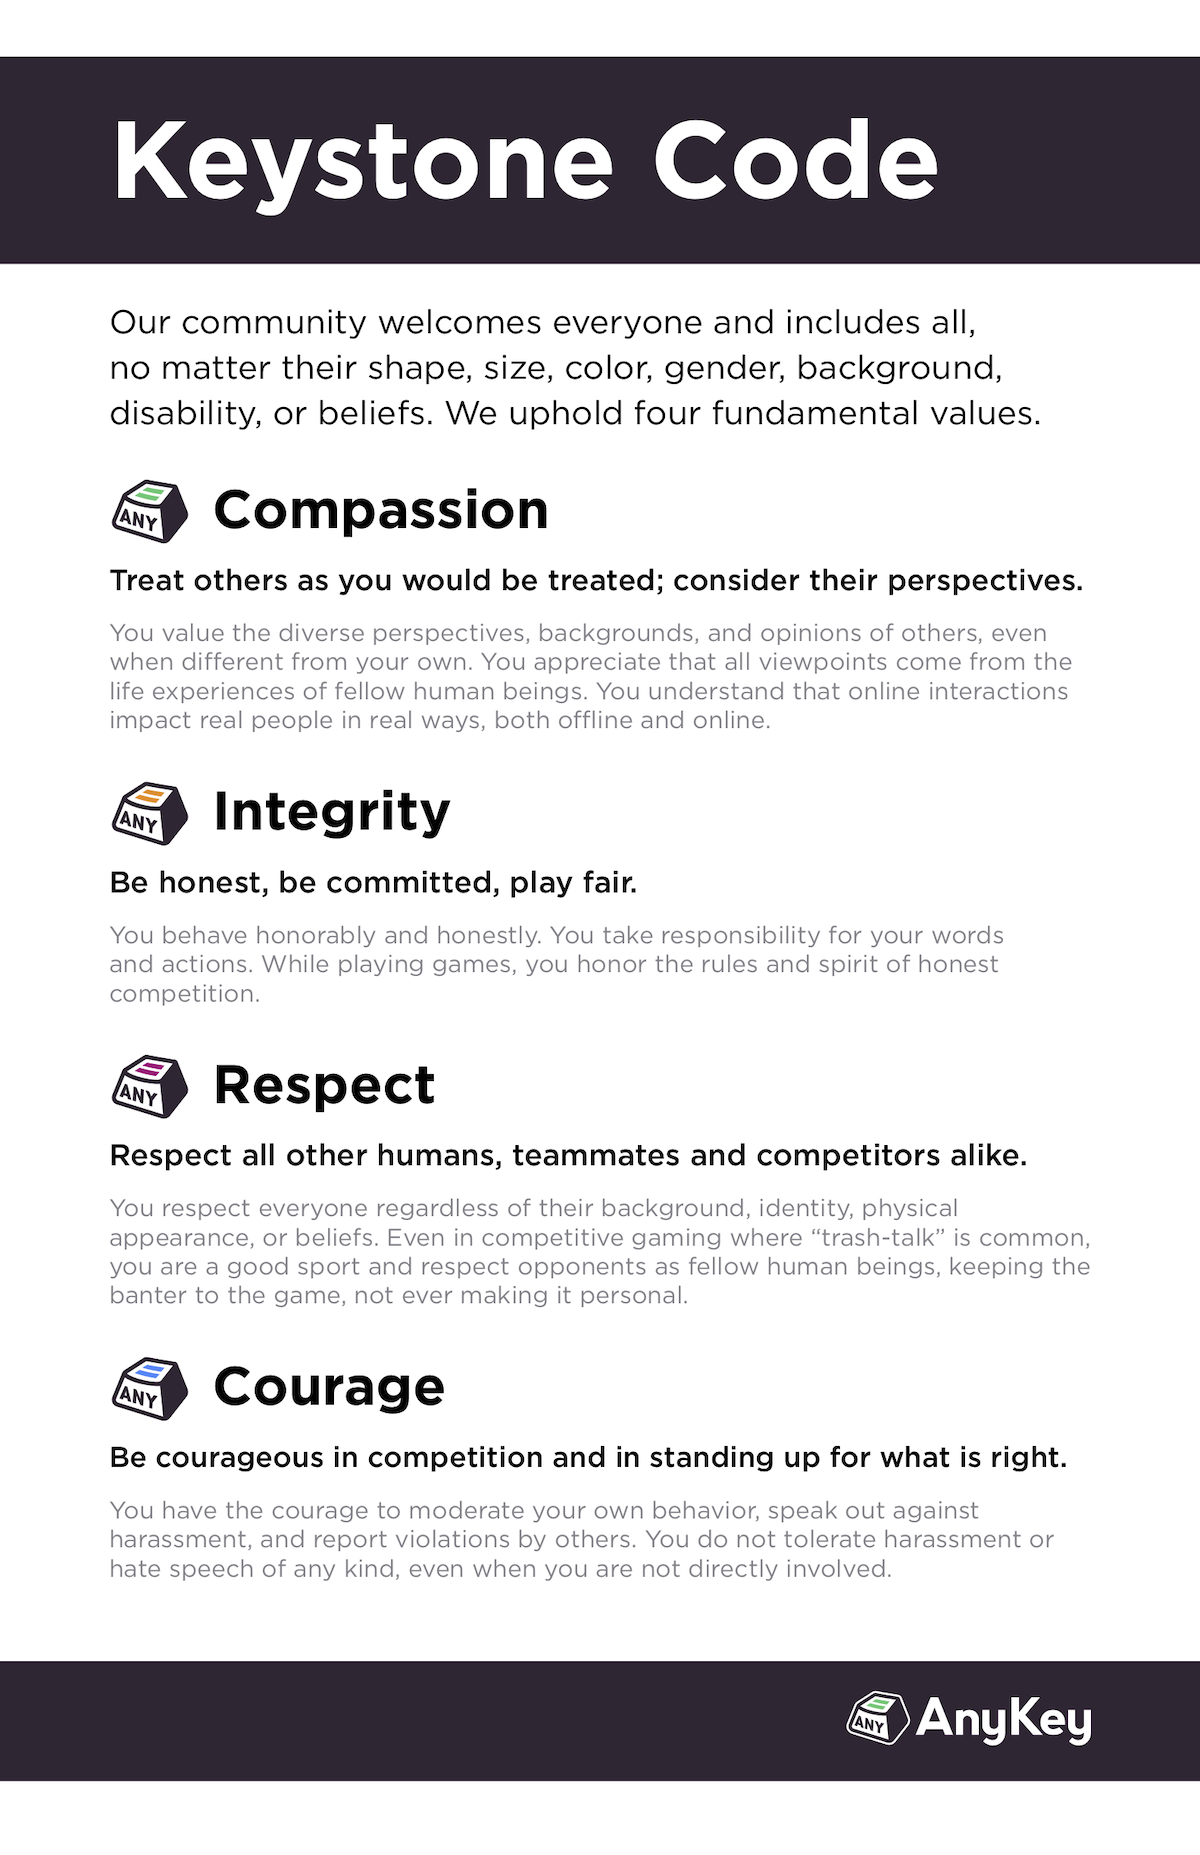 Keystone Code
Our community welcomes everyone and includes all,
no matter their shape, size, color, gender, background,
disability, or beliefs. We uphold four fundamental values.
ANY
Compassion
Treat others as you would be treated; consider their perspectives.
You value the diverse perspectives, backgrounds, and opinions of others, even
when different from your own. You appreciate that all viewpoints come from the
life experiences of fellow human beings. You understand that online interactions
impact real people in real ways, both offline and online.
ANY
Integrity
Be honest, be committed, play fair.
You behave honorably and honestly. You take responsibility for your words
and actions. While playing games, you honor the rules and spirit of honest
competition.
ANY
Respect
Respect all other humans, teammates and competitors alike.
You respect everyone regardless of their background, identity, physical
appearance, or beliefs. Even in competitive gaming where “trash-talk” is common,
you are a good sport and respect opponents as fellow human beings, keeping the
banter to the game, not ever making it personal.
ANY
Courage
Be courageous in competition and in standing up for what is right.
You have the courage to moderate your own behavior, speak out against
harassment, and report violations by others. You do not tolerate harassment or
hate speech of any kind, even when you are not directly involved.
ANY
AnyKey